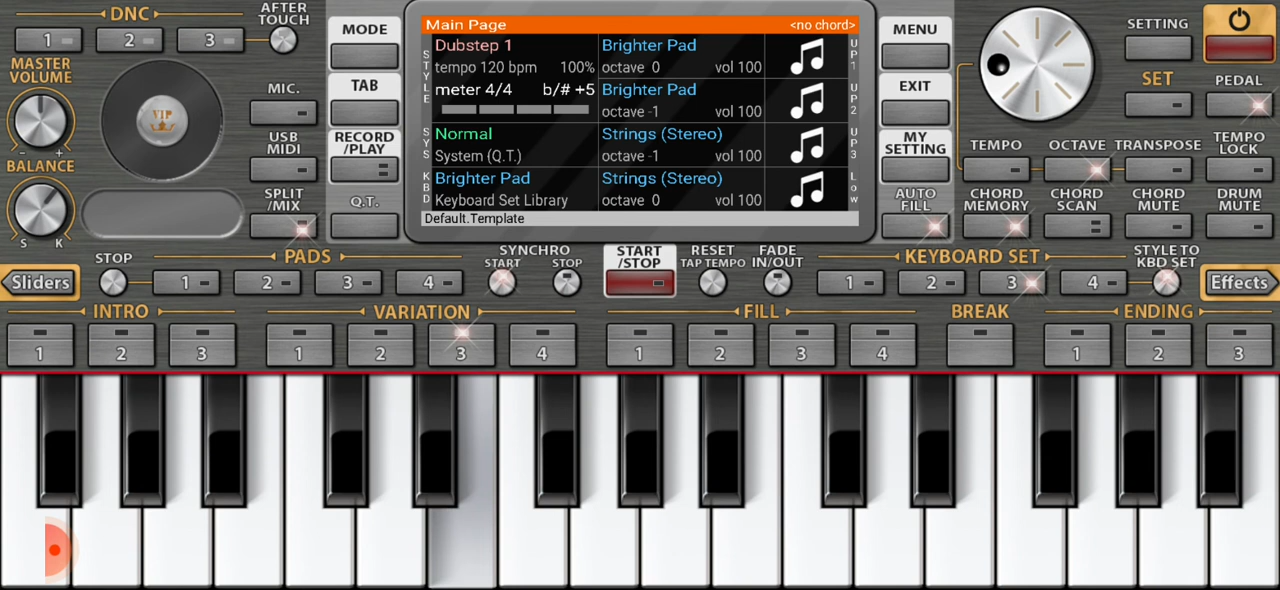 DNC
AFTER
TOUCH
1
2
3
MASTER
VOLUME
- +
BALANCE
S K
VIP
MIC.
USB
MIDI
SPLIT
/MIX
MODE
TAB
RECORD
/PLAY
Q.T.
Main Page <no chord>
STYLE
Dubstep 1
tempo 120 bpm 100%
meter 4/4 b/# +5
SYS
Normal
System (Q.T.)
KBD
Brighter Pad
Keyboard Set Library
Brighter Pad
octave 0 vol 100
UP1
Brighter Pad
octave -1 vol 100
UP2
Strings (Stereo)
octave -1 vol 100
UP3
Strings (Stereo)
octave 0 vol 100
Low
Default.Template
MENU
EXIT
MY
SETTING
AUTO
FILL
SETTING
SET
PEDAL
TEMPO
OCTAVE
TRANSPOSE
TEMPO
LOCK
CHORD
MEMORY
CHORD
SCAN
CHORD
MUTE
DRUM
MUTE
Sliders
STOP
PADS
1
2
3
4
SYNCHRO
START
STOP
START
/STOP
RESET
TAP TEMPO
FADE
IN/OUT
KEYBOARD SET
1
2
3
4
STYLE TO
KBD SET
Effects
INTRO
1
2
3
VARIATION
1
2
3
4
FILL
1
2
3
4
BREAK
ENDING
1
2
3